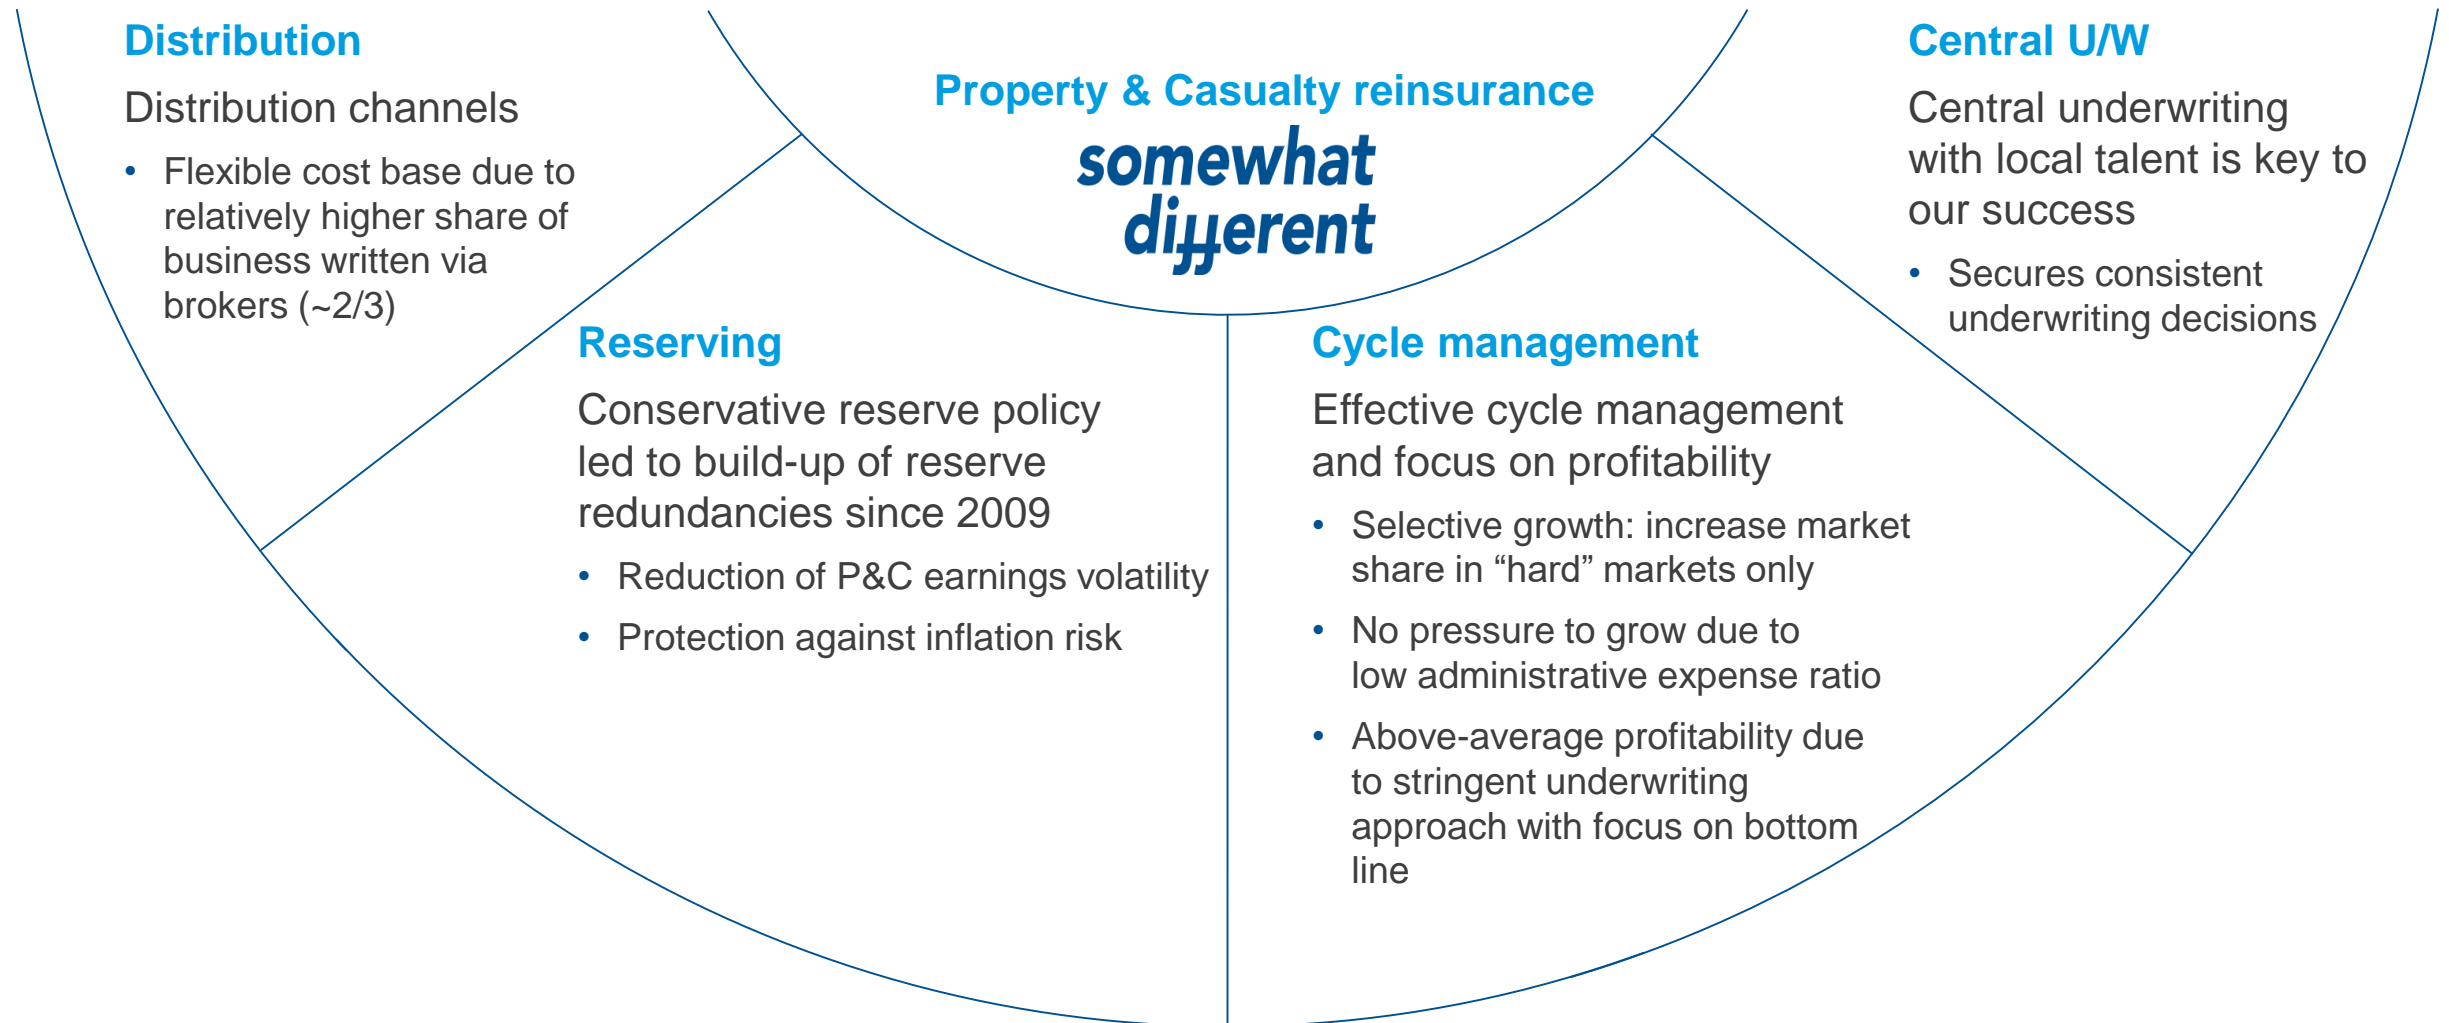 Distribution
Distribution channels
• Flexible cost base due to
relatively higher share of
business written via
brokers (~2/3)
Property & Casualty reinsurance
somewhat
different
Central U/W
Central underwriting
with local talent is key to
our success
• Secures consistent
underwriting decisions
Reserving
Conservative reserve policy
led to build-up of reserve
redundancies since 2009
• Reduction of P&C earnings volatility
• Protection against inflation risk
Cycle management
Effective cycle management
and focus on profitability
• Selective growth: increase market
share in “hard” markets only
• No pressure to grow due to
low administrative expense ratio
• Above-average profitability due
to stringent underwriting
approach with focus on bottom
line